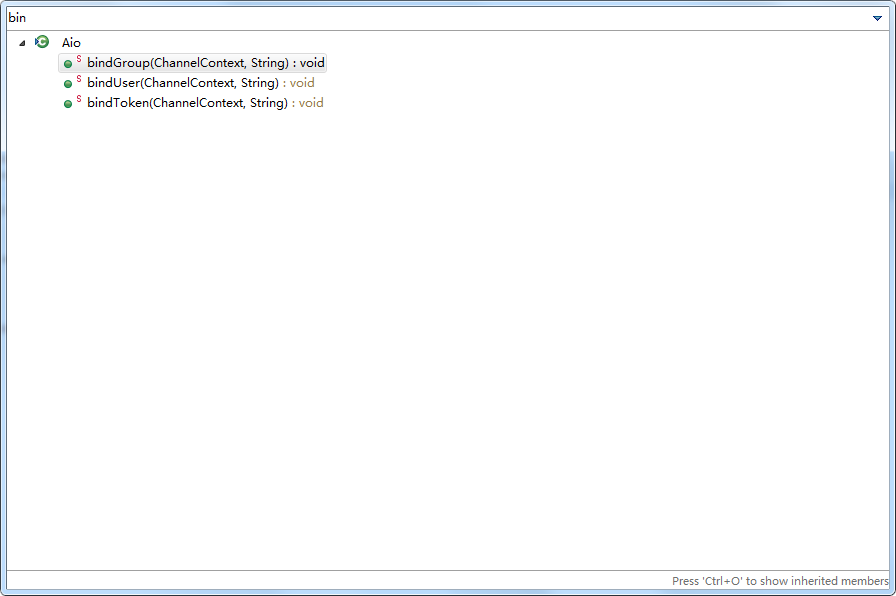 bin
Aio
S bindGroup(ChannelContext, String) : void
S bindUser(ChannelContext, String) : void
S bindToken(ChannelContext, String) : void
Press 'Ctrl+O' to show inherited members